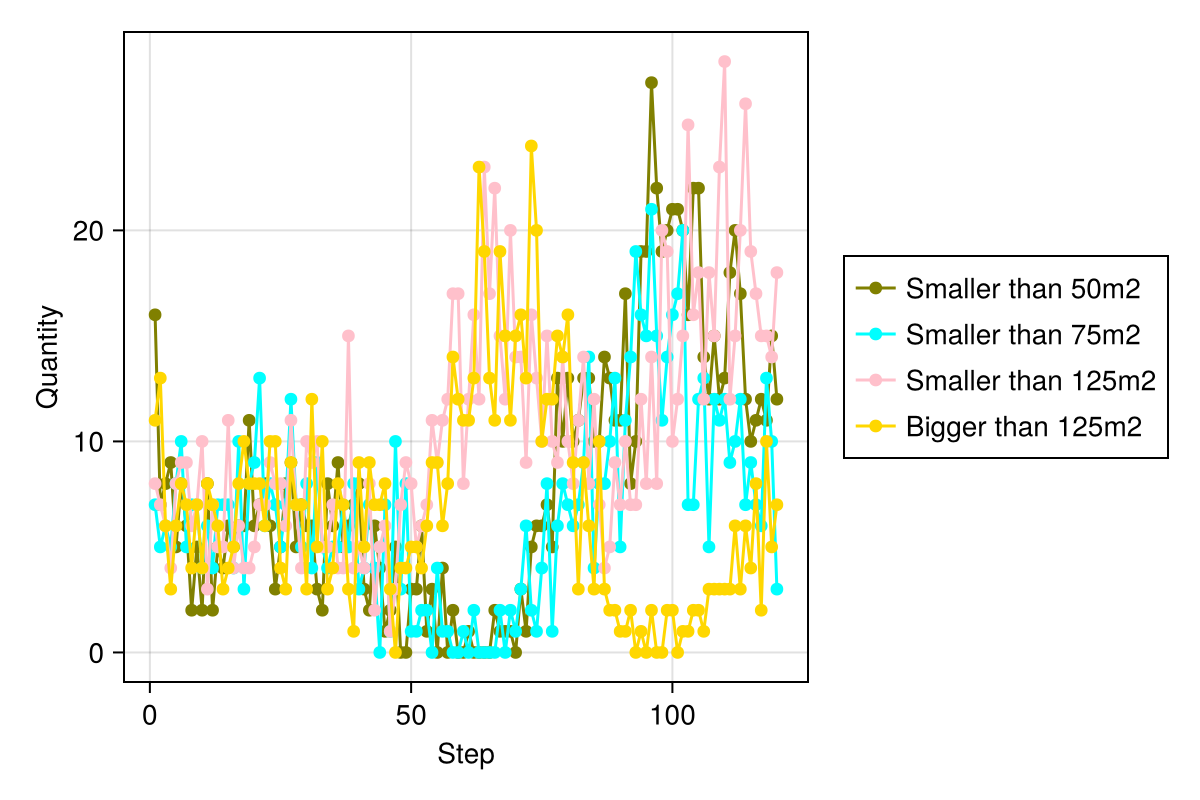 Quantity
20
10
0
0
50
100
Step
Smaller than 50m2
Smaller than 75m2
Smaller than 125m2
Bigger than 125m2